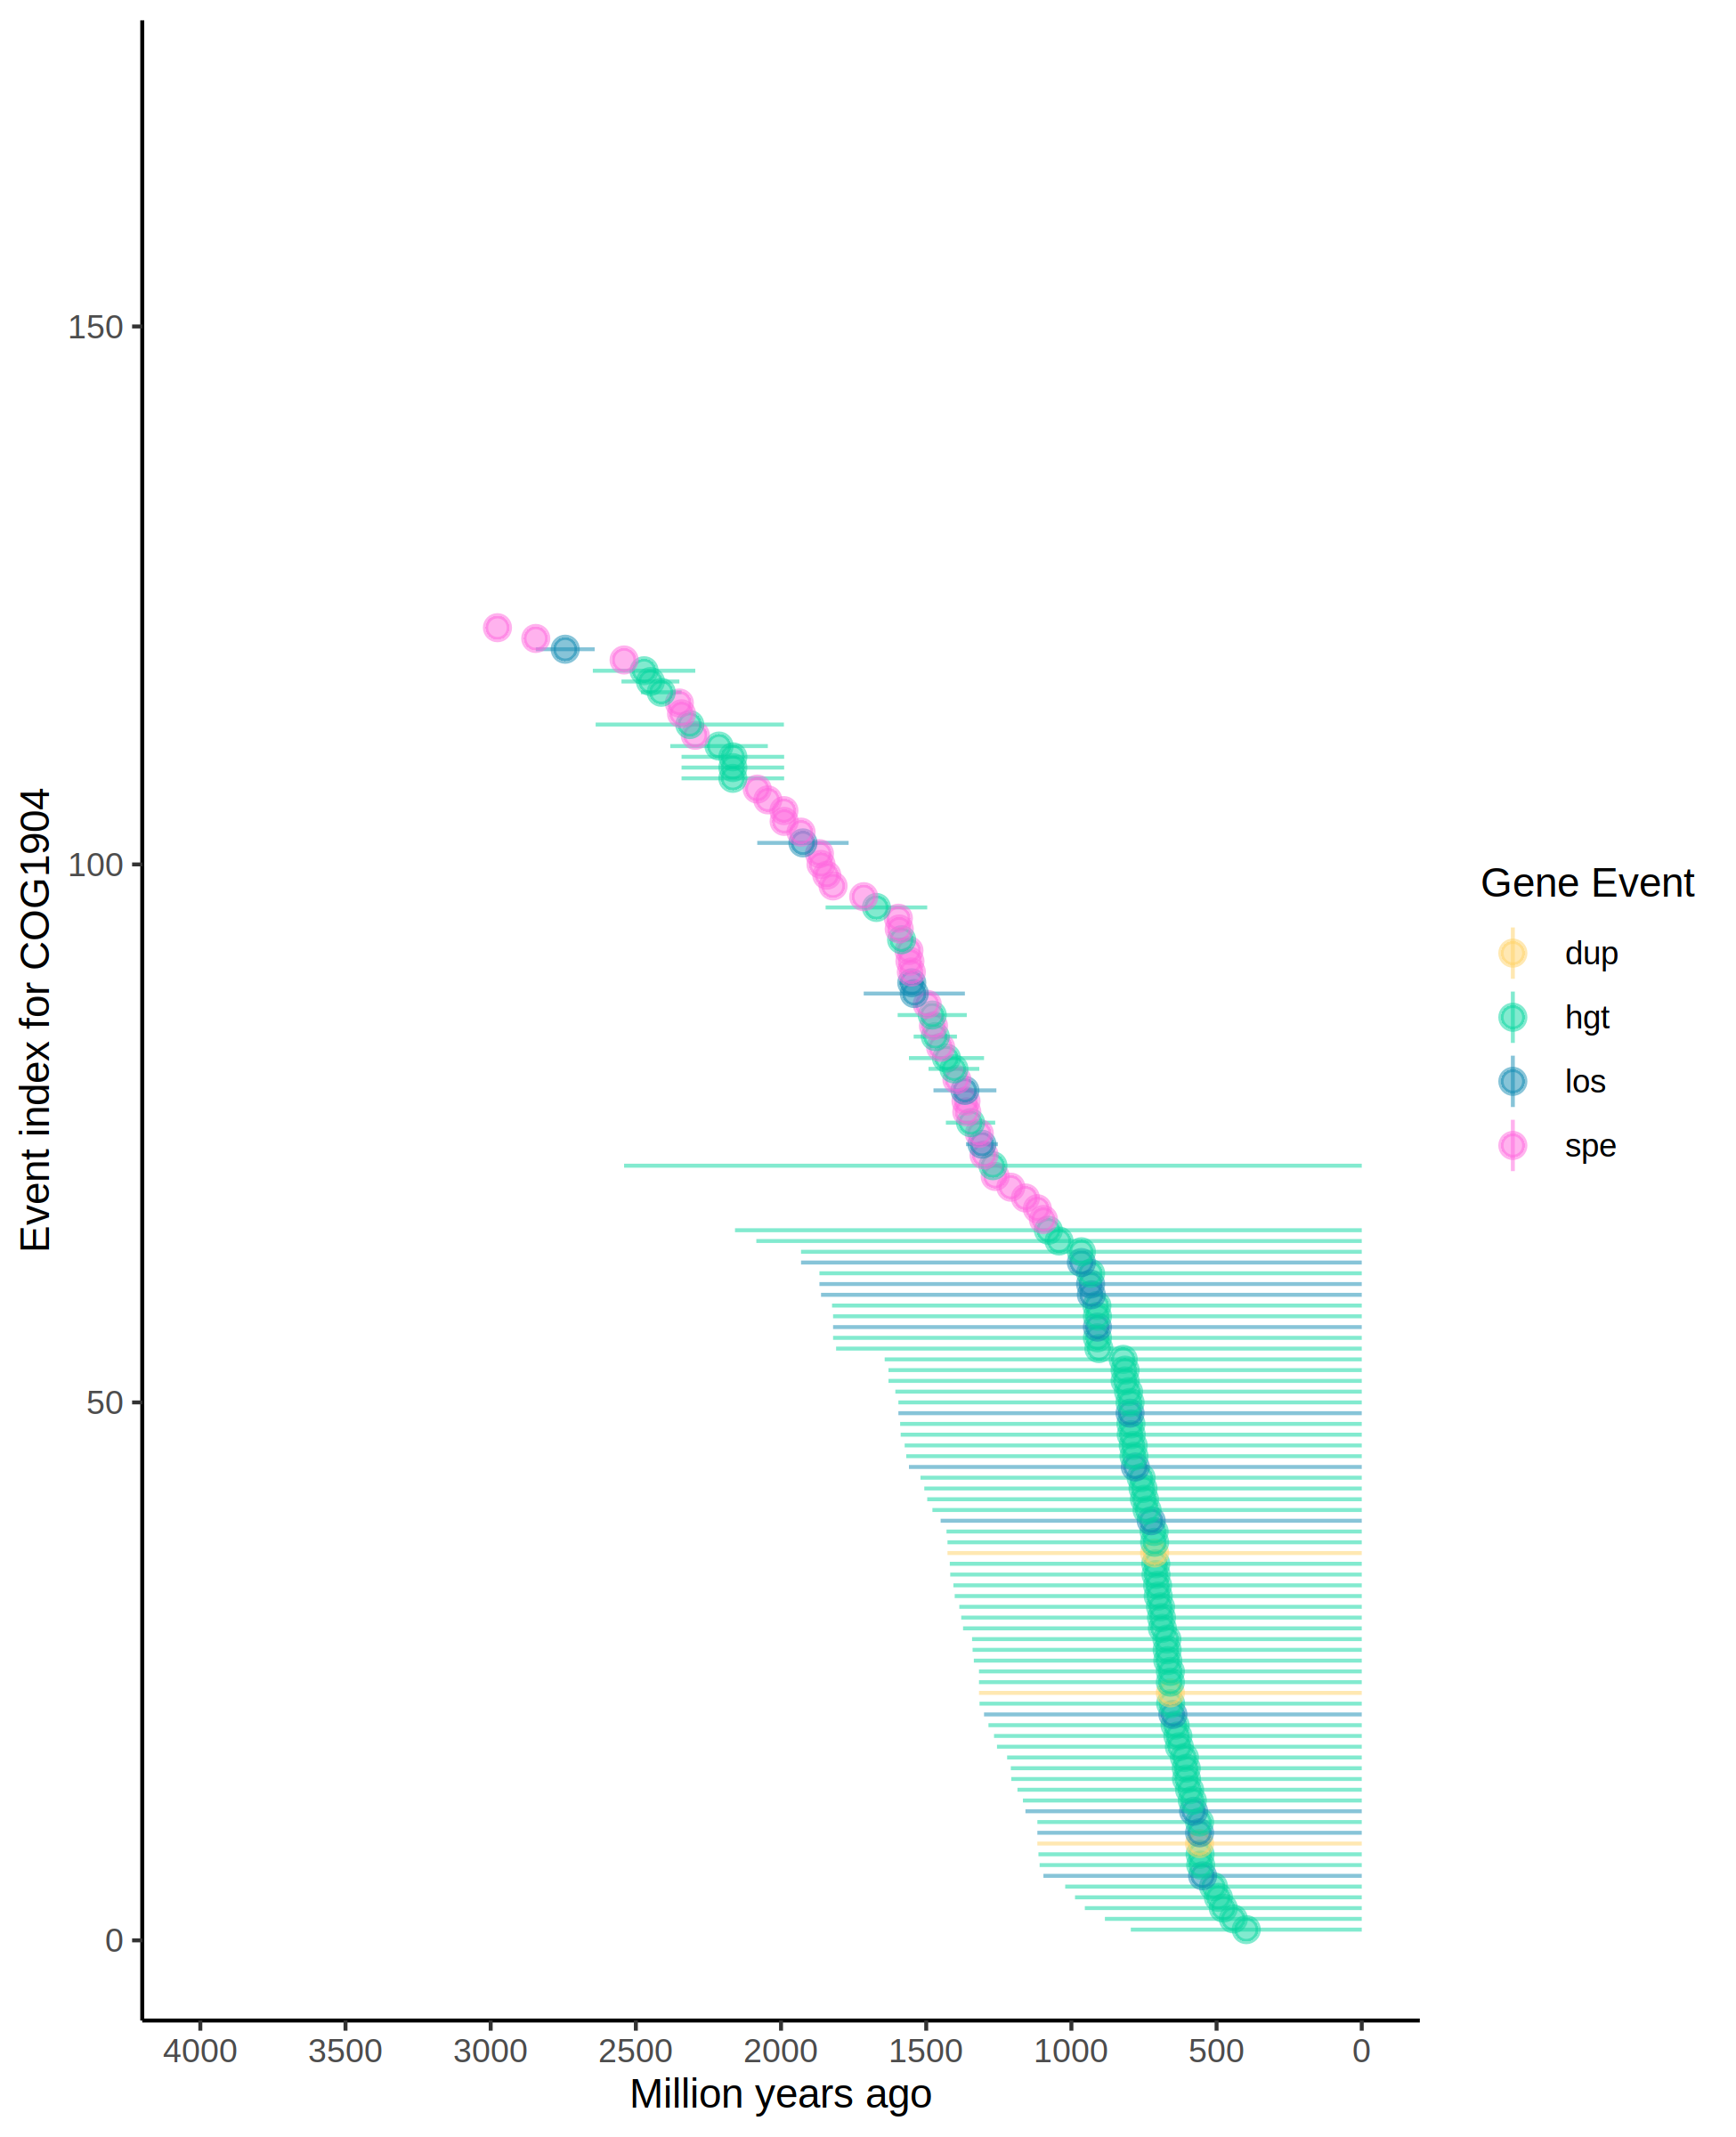 Event index for COG1904
150
100
50
0
4000 3500 3000 2500 2000 1500 1000 500 0
Million years ago
Gene Event
dup
hgt
los
spe